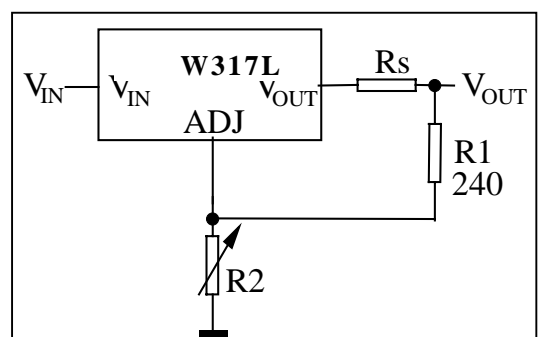 W317L
Rs
V_IN
V_IN
V_OUT
V_OUT
ADJ
R1
240
R2